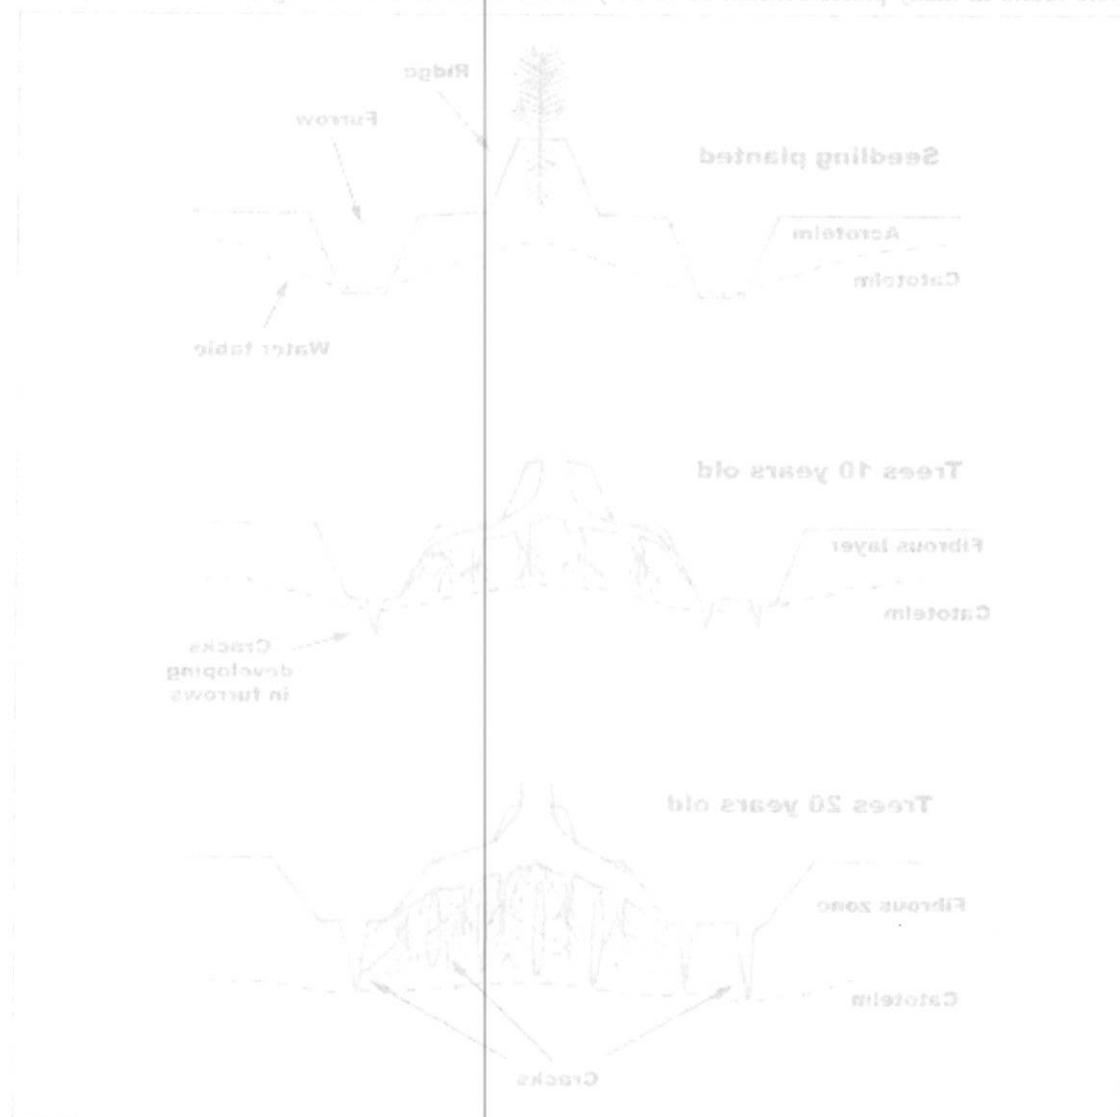 Ridge
Furrow
Seedling planted
Acrotelm
Catotelm
Water table
Trees 10 years old
Fibrous layer
Catotelm
Cracks
developing
in furrows
Trees 20 years old
Fibrous zone
Catotelm
Cracks